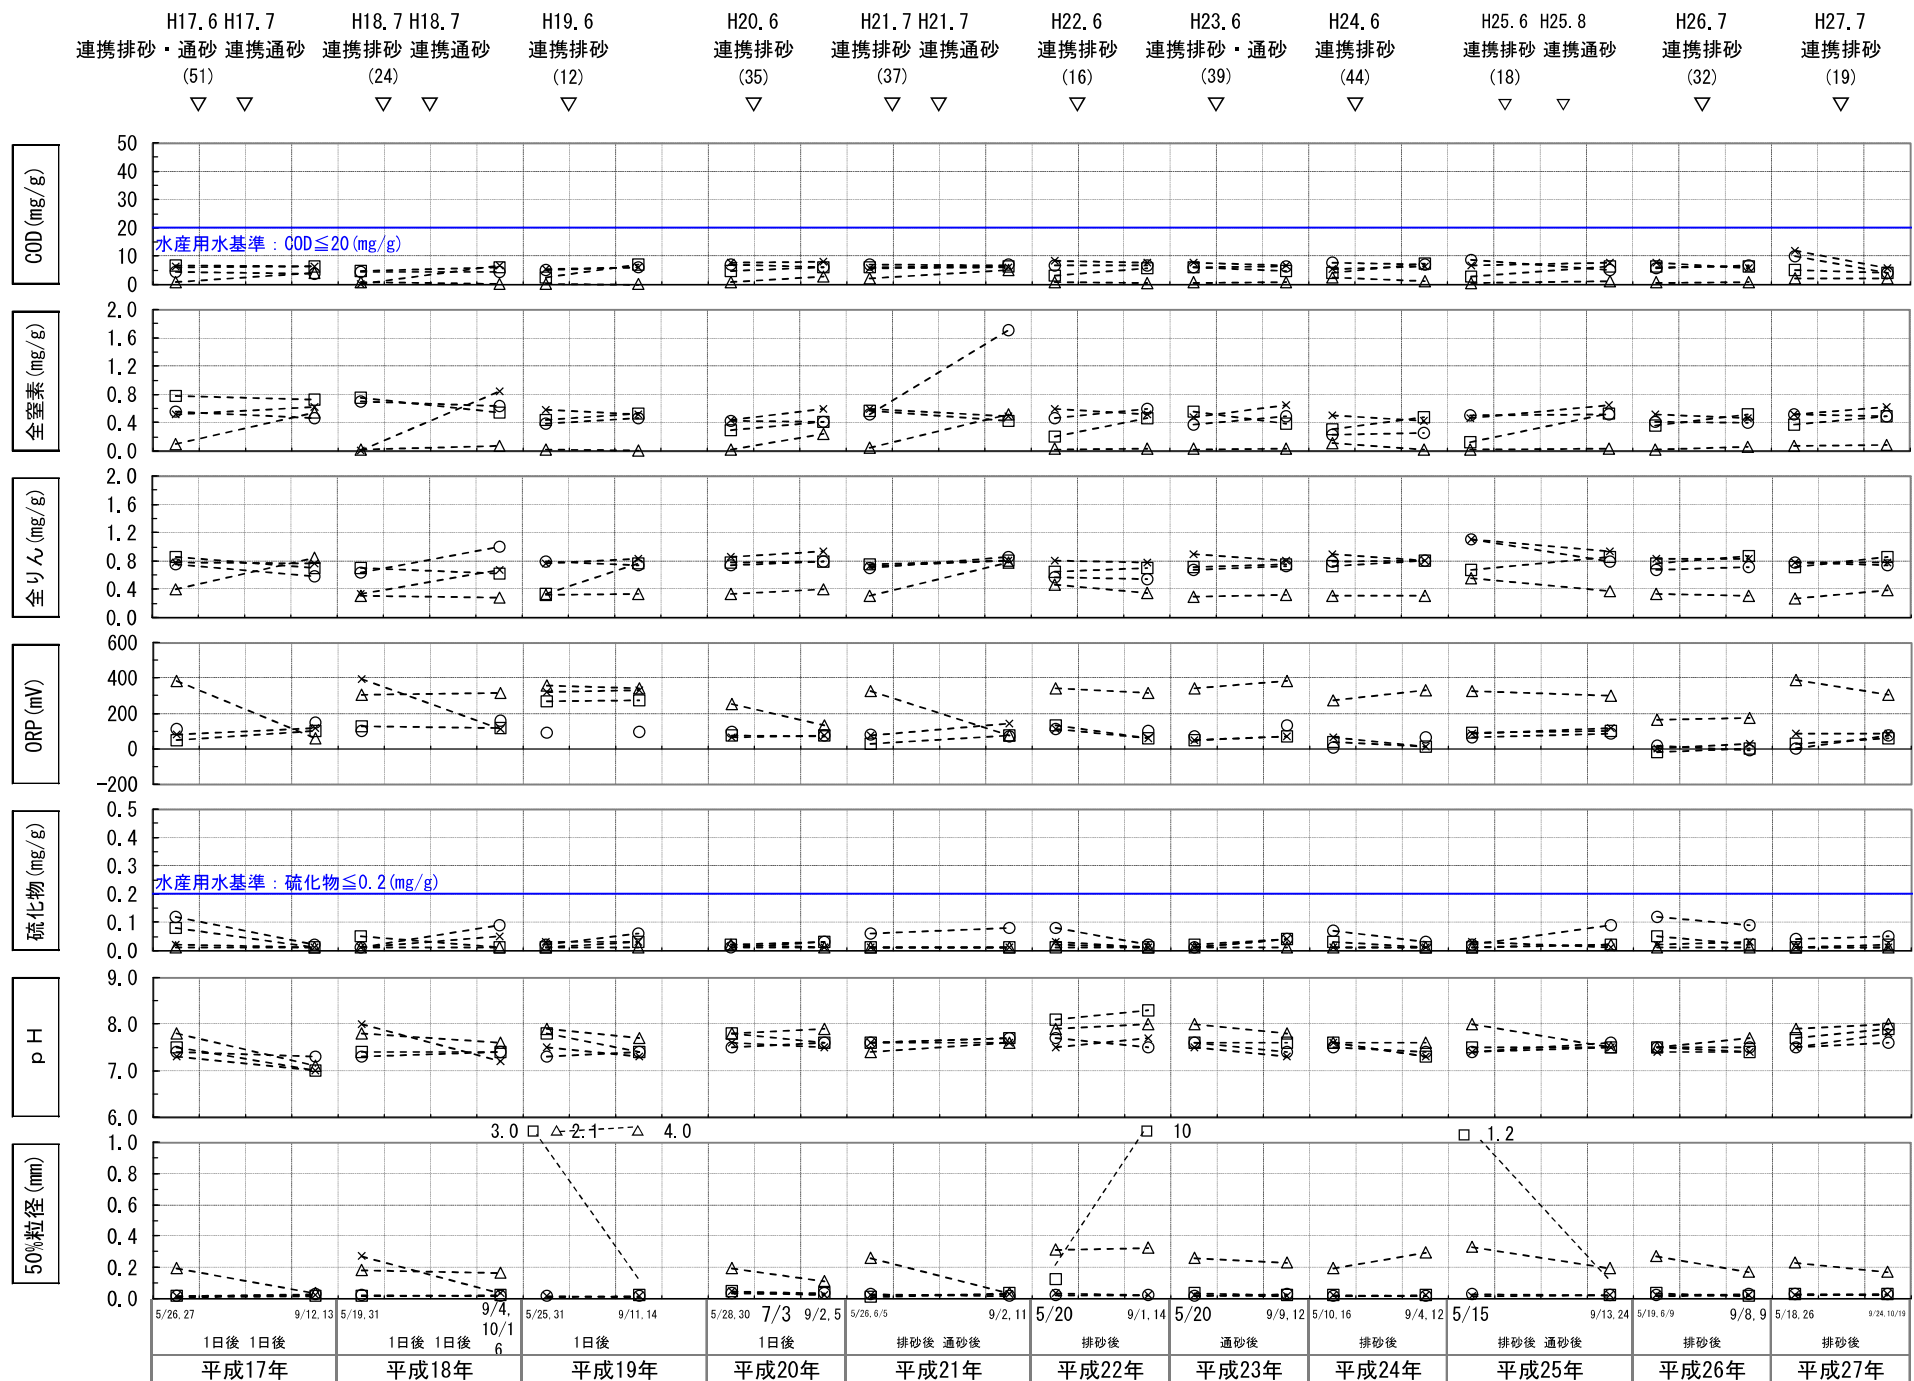 H17.6 H17.7 H18.7 H18.7 H19.6 H20.6 H21.7 H21.7 H22.6 H23.6 H24.6 H25.6 H25.8 H26.7 H27.7
連携排砂・通砂 連携通砂 連携排砂 連携通砂 連携排砂 連携排砂 連携排砂 連携通砂 連携排砂 連携排砂・通砂 連携排砂 連携排砂 連携通砂 連携排砂 連携排砂
(51) (24) (12) (35) (37) (16) (39) (44) (18) (32) (19)
COD(mg/g)
50
40
30
20
10
0
水産用水基準：COD≦20(mg/g)
全窒素(mg/g)
2.0
1.6
1.2
0.8
0.4
0.0
全りん(mg/g)
2.0
1.6
1.2
0.8
0.4
0.0
ORP(mV)
600
400
200
0
-200
硫化物(mg/g)
0.5
0.4
0.3
0.2
0.1
0.0
水産用水基準：硫化物≦0.2(mg/g)
pH
9.0
8.0
7.0
6.0
3.0 2.1 4.0 10 1.2
50%粒径(mm)
1.0
0.8
0.6
0.4
0.2
0.0
5/26,27 9/12,13 5/19,31 9/4, 10/16 5/25,31 9/11,14 5/28,30 7/3 9/2,5 5/26,6/5 9/2,11 5/20 9/1,14 5/20 9/9,12 5/10,16 9/4,12 5/15 9/13,24 5/19,6/9 9/8,9 5/18,26 9/24,10/19
1日後 1日後 1日後 1日後 1日後 1日後 排砂後 通砂後 排砂後 通砂後 排砂後 排砂後 通砂後 排砂後 排砂後
平成17年 平成18年 平成19年 平成20年 平成21年 平成22年 平成23年 平成24年 平成25年 平成26年 平成27年